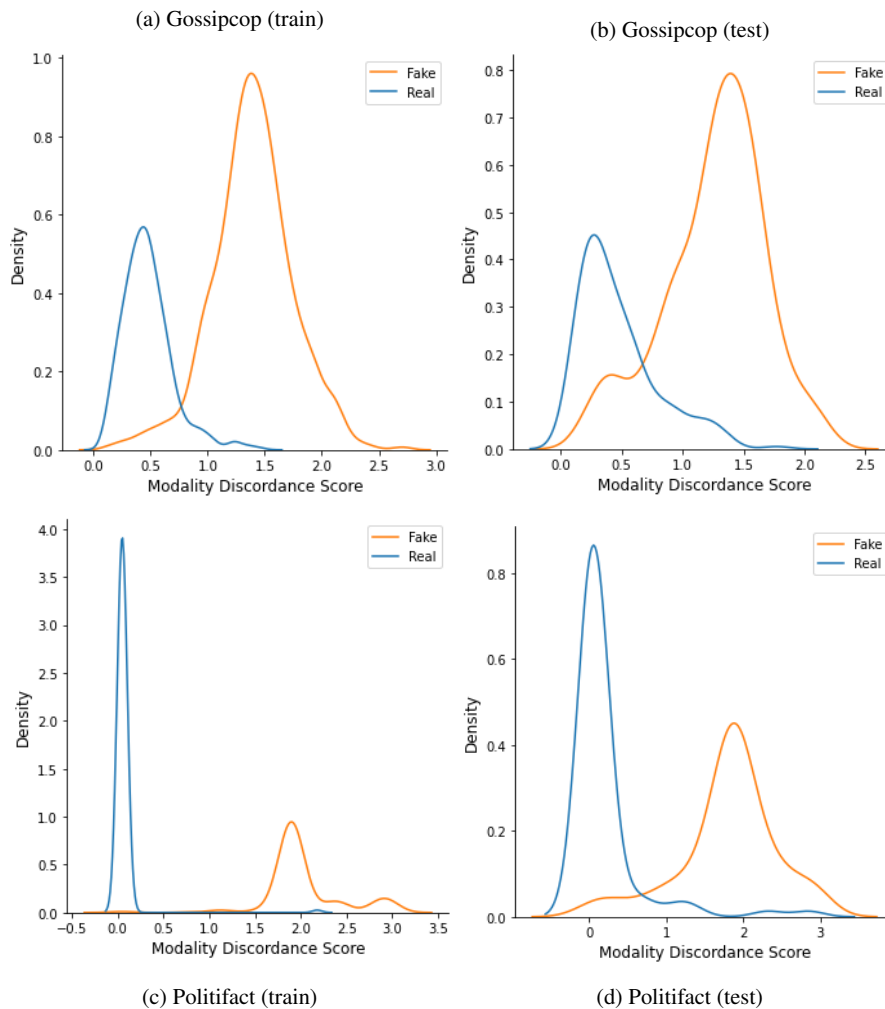 (a) Gossipcop (train)
(b) Gossipcop (test)
Fake
Real
1.0
0.8
0.6
0.4
0.2
0.0
Density
0.0 0.5 1.0 1.5 2.0 2.5 3.0
Modality Discordance Score
Fake
Real
0.8
0.7
0.6
0.5
0.4
0.3
0.2
0.1
0.0
Density
0.0 0.5 1.0 1.5 2.0 2.5
Modality Discordance Score
Fake
Real
4.0
3.5
3.0
2.5
2.0
1.5
1.0
0.5
0.0
Density
−0.5 0.0 0.5 1.0 1.5 2.0 2.5 3.0 3.5
Modality Discordance Score
Fake
Real
0.8
0.6
0.4
0.2
0.0
Density
0 1 2 3
Modality Discordance Score
(c) Politifact (train)
(d) Politifact (test)